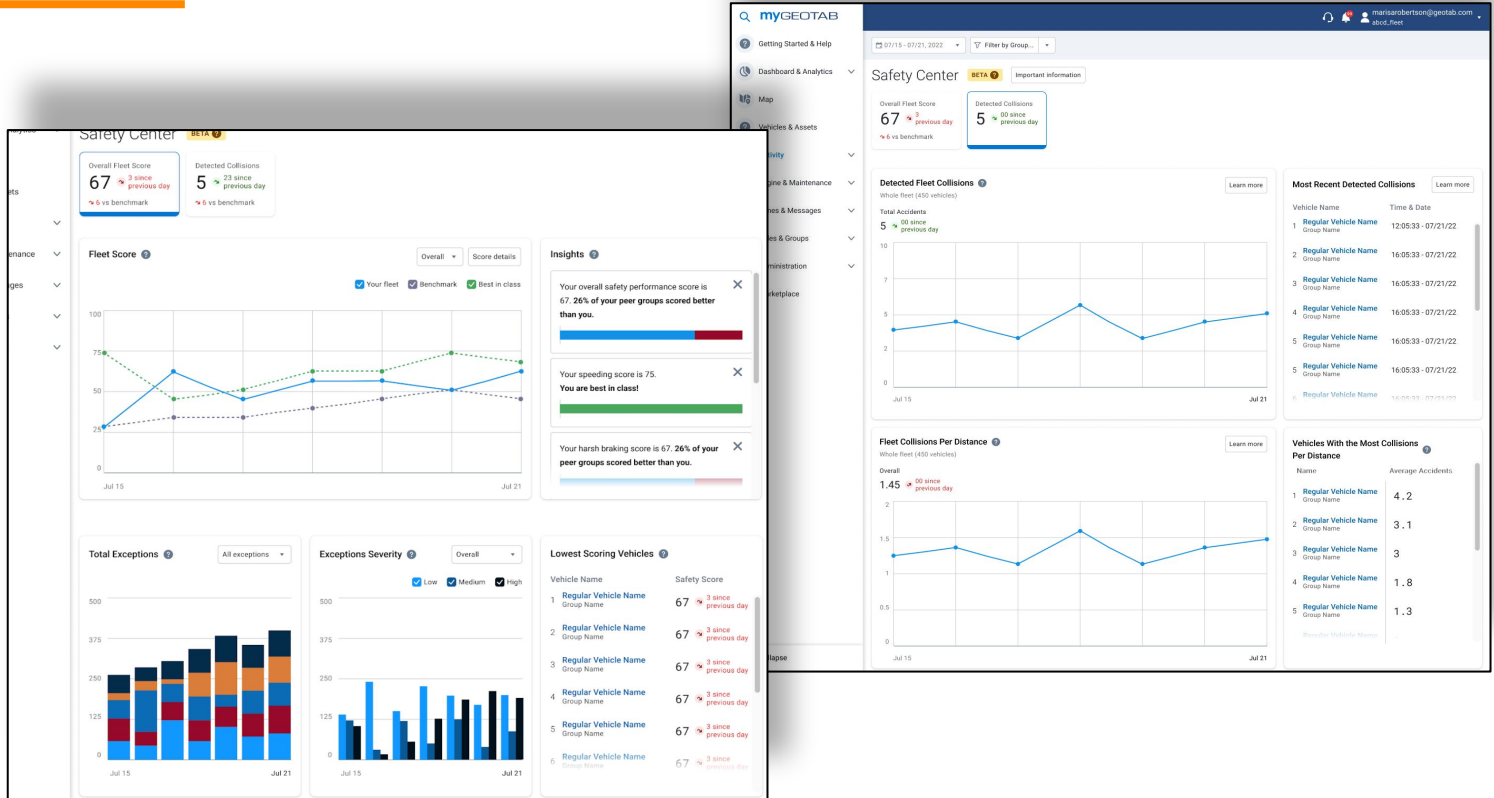 Safety Center BETA ?
Overall Fleet Score
67 3 since
previous day
6 vs benchmark
Detected Collisions
5 23 since
previous day
6 vs benchmark
ets
enance
ages
Fleet Score ?
Overall
Score details
Your fleet Benchmark Best in class
100
75
50
25
0
Jul 15 Jul 21
Insights ?
Your overall safety performance score is
67. 26% of your peer groups scored better
than you.
Your speeding score is 75.
You are best in class!
Your harsh braking score is 67. 26% of your
peer groups scored better than you.
Total Exceptions ?
All exceptions
500
375
250
125
0
Jul 15 Jul 21
Exceptions Severity ?
Overall
Low Medium High
500
375
250
125
0
Jul 15 Jul 21
Lowest Scoring Vehicles ?
Vehicle Name Safety Score
1 Regular Vehicle Name
Group Name
67 3 since
previous day
2 Regular Vehicle Name
Group Name
67 3 since
previous day
3 Regular Vehicle Name
Group Name
67 3 since
previous day
4 Regular Vehicle Name
Group Name
67 3 since
previous day
5 Regular Vehicle Name
Group Name
67 3 since
previous day
6 Regular Vehicle Name
Group Name
67 3 since
previous day
myGEOTAB
marisarobertson@geotab.com
abcd_fleet
Getting Started & Help
Dashboard & Analytics
Map
Vehicles & Assets
tivity
gine & Maintenance
nes & Messages
les & Groups
ministration
rketplace
llapse
07/15 - 07/21, 2022
Filter by Group...
Safety Center BETA ?
Important information
Overall Fleet Score
67 3
previous day
6 vs benchmark
Detected Collisions
5 00 since
previous day
Detected Fleet Collisions ?
Whole fleet (450 vehicles)
Learn more
Total Accidents
5 00 since
previous day
10
7
5
2
0
Jul 15 Jul 21
Most Recent Detected Collisions
Learn more
Vehicle Name Time & Date
1 Regular Vehicle Name
Group Name
12:05:33 - 07/21/22
2 Regular Vehicle Name
Group Name
16:05:33 - 07/21/22
3 Regular Vehicle Name
Group Name
16:05:33 - 07/21/22
4 Regular Vehicle Name
Group Name
16:05:33 - 07/21/22
5 Regular Vehicle Name
Group Name
16:05:33 - 07/21/22
5 Regular Vehicle Name
Group Name
16:05:33 - 07/21/22
Regular Vehicle Name
16:05:33 - 07/21/22
Fleet Collisions Per Distance ?
Whole fleet (450 vehicles)
Learn more
Overall
1.45 00 since
previous day
2
1.5
1
0.5
0
Jul 15 Jul 21
Vehicles With the Most Collisions
Per Distance ?
Name Average Accidents
1 Regular Vehicle Name
Group Name
4.2
2 Regular Vehicle Name
Group Name
3.1
3 Regular Vehicle Name
Group Name
3
4 Regular Vehicle Name
Group Name
1.8
5 Regular Vehicle Name
Group Name
1.3
Regular Vehicle Name